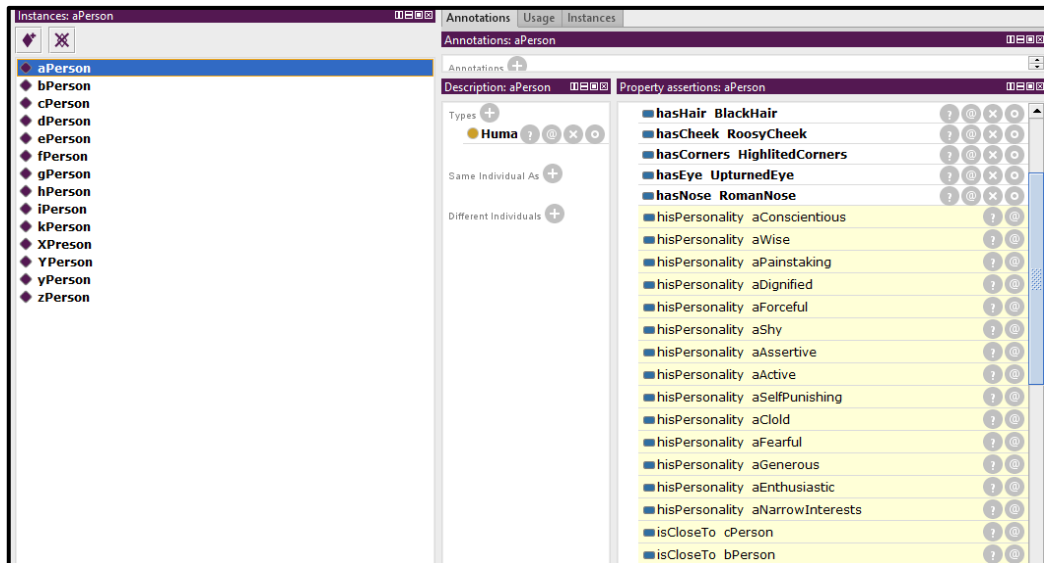 Instances: aPerson
aPerson
bPerson
cPerson
dPerson
ePerson
fPerson
gPerson
hPerson
iPerson
kPerson
XPreson
YPerson
yPerson
zPerson
Annotations Usage Instances
Annotations: aPerson
Annotations
Description: aPerson
Types
Huma
Same Individual As
Different Individuals
Property assertions: aPerson
hasHair BlackHair
hasCheek RoosyCheek
hasCorners HighlitedCorners
hasEye UpturnedEye
hasNose RomanNose
hisPersonality aConscientious
hisPersonality aWise
hisPersonality aPainstaking
hisPersonality aDignified
hisPersonality aForceful
hisPersonality aShy
hisPersonality aAssertive
hisPersonality aActive
hisPersonality aSelfPunishing
hisPersonality aClold
hisPersonality aFearful
hisPersonality aGenerous
hisPersonality aEnthusiastic
hisPersonality aNarrowInterests
isCloseTo cPerson
isCloseTo bPerson